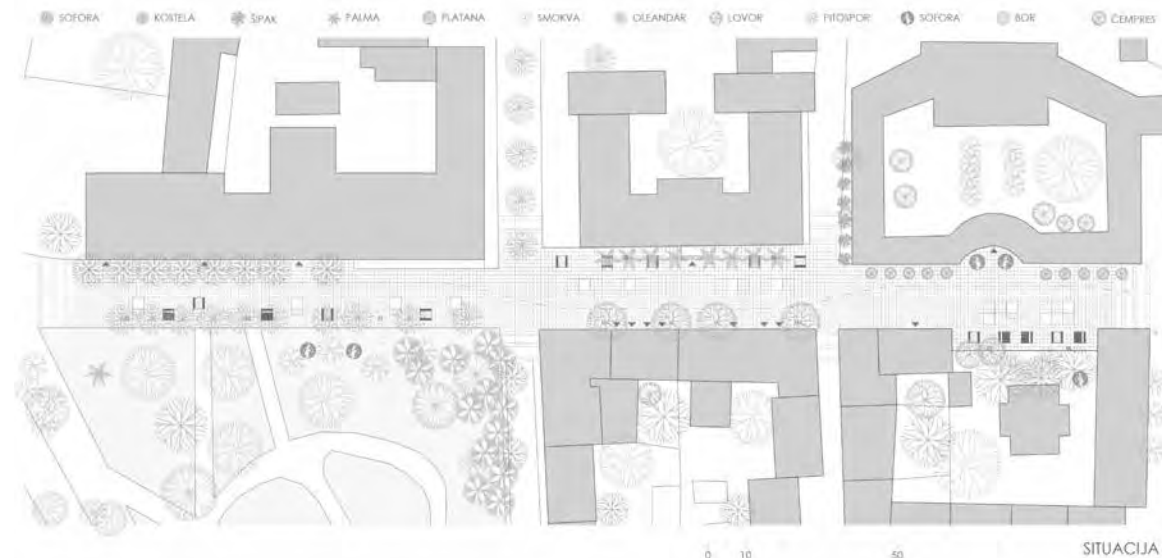 SOFORA KOSTELA ŠIPAK PALMA PLATANA SMOKVA OLEANDAR LOVOR PITOSPOR SOFORA BOR ČEMPRES
0 10 50
SITUACIJA